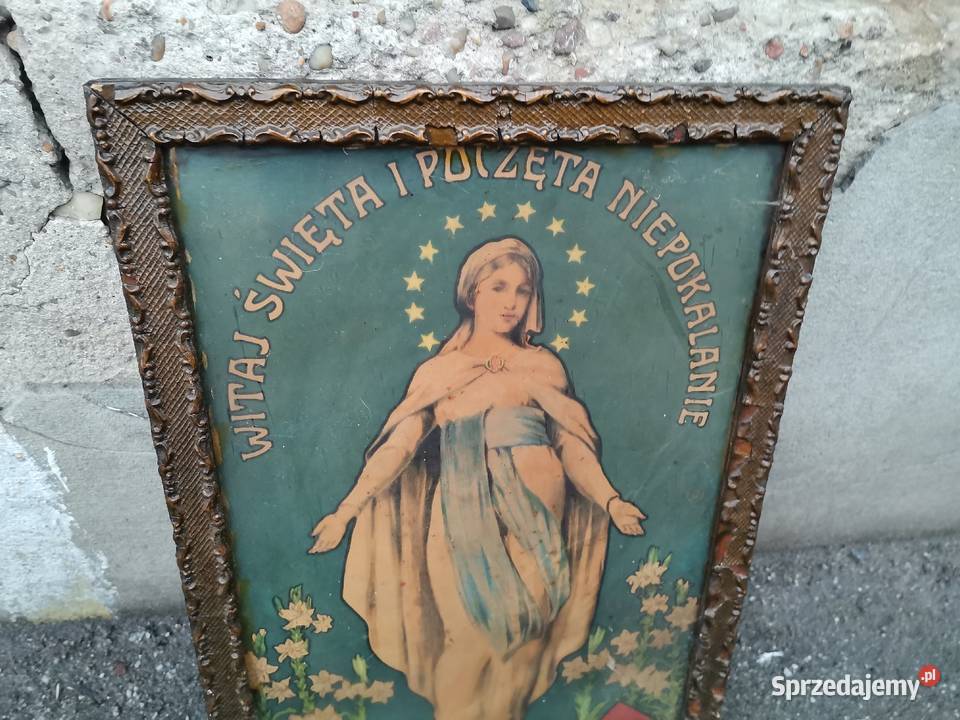 WITAJ ŚWIĘTA I POCZĘTA NIEPOKALANIE
Sprzedajemy.pl